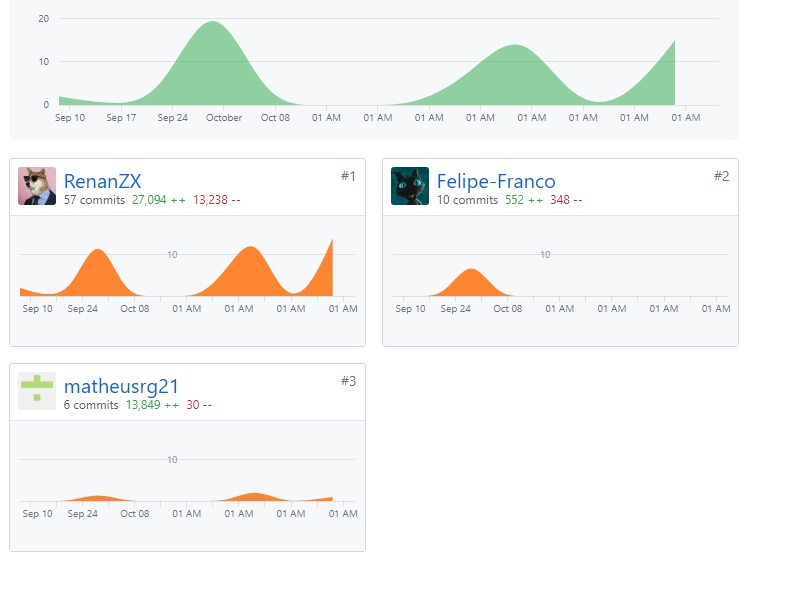 20
10
0
Sep 10 Sep 17 Sep 24 October Oct 08 01 AM 01 AM 01 AM 01 AM 01 AM 01 AM 01 AM 01 AM
RenanZX #1
57 commits 27,094 ++ 13,238 --
10
Sep 10 Sep 24 Oct 08 01 AM 01 AM 01 AM 01 AM
Felipe-Franco #2
10 commits 552 ++ 348 --
10
Sep 10 Sep 24 Oct 08 01 AM 01 AM 01 AM 01 AM
matheusrg21 #3
6 commits 13,849 ++ 30 --
10
Sep 10 Sep 24 Oct 08 01 AM 01 AM 01 AM 01 AM